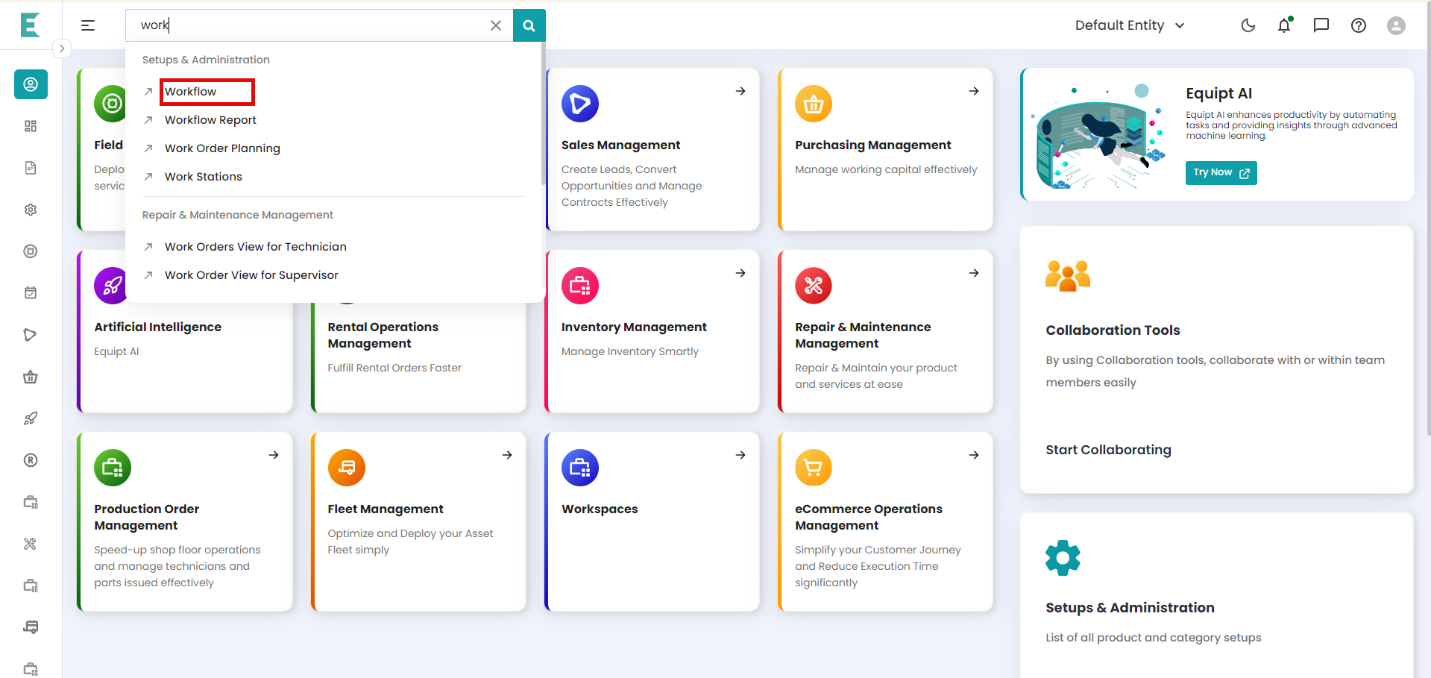 work
Default Entity
Setups & Administration
Workflow
Workflow Report
Work Order Planning
Work Stations
Repair & Maintenance Management
Work Orders View for Technician
Work Order View for Supervisor
Field
Deplo
servic
Sales Management
Create Leads, Convert
Opportunities and Manage
Contracts Effectively
Purchasing Management
Manage working capital effectively
Equipt AI
Equipt AI enhances productivity by automating
tasks and providing insights through advanced
machine learning.
Try Now
Artificial Intelligence
Equipt AI
Rental Operations
Management
Fulfill Rental Orders Faster
Inventory Management
Manage Inventory Smartly
Repair & Maintenance
Management
Repair & Maintain your product
and services at ease
Collaboration Tools
By using Collaboration tools, collaborate with or within team
members easily
Start Collaborating
Production Order
Management
Speed-up shop floor operations
and manage technicians and
parts issued effectively
Fleet Management
Optimize and Deploy your Asset
Fleet simply
Workspaces
eCommerce Operations
Management
Simplify your Customer Journey
and Reduce Execution Time
significantly
Setups & Administration
List of all product and category setups